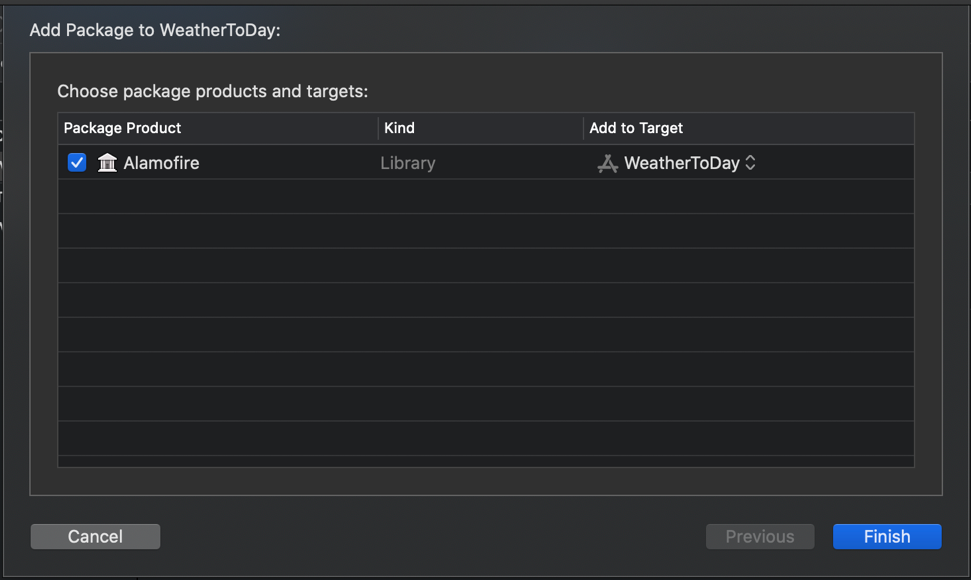 Add Package to WeatherToDay:
Choose package products and targets:
Package Product Kind Add to Target
Alamofire Library WeatherToDay
Cancel Previous Finish